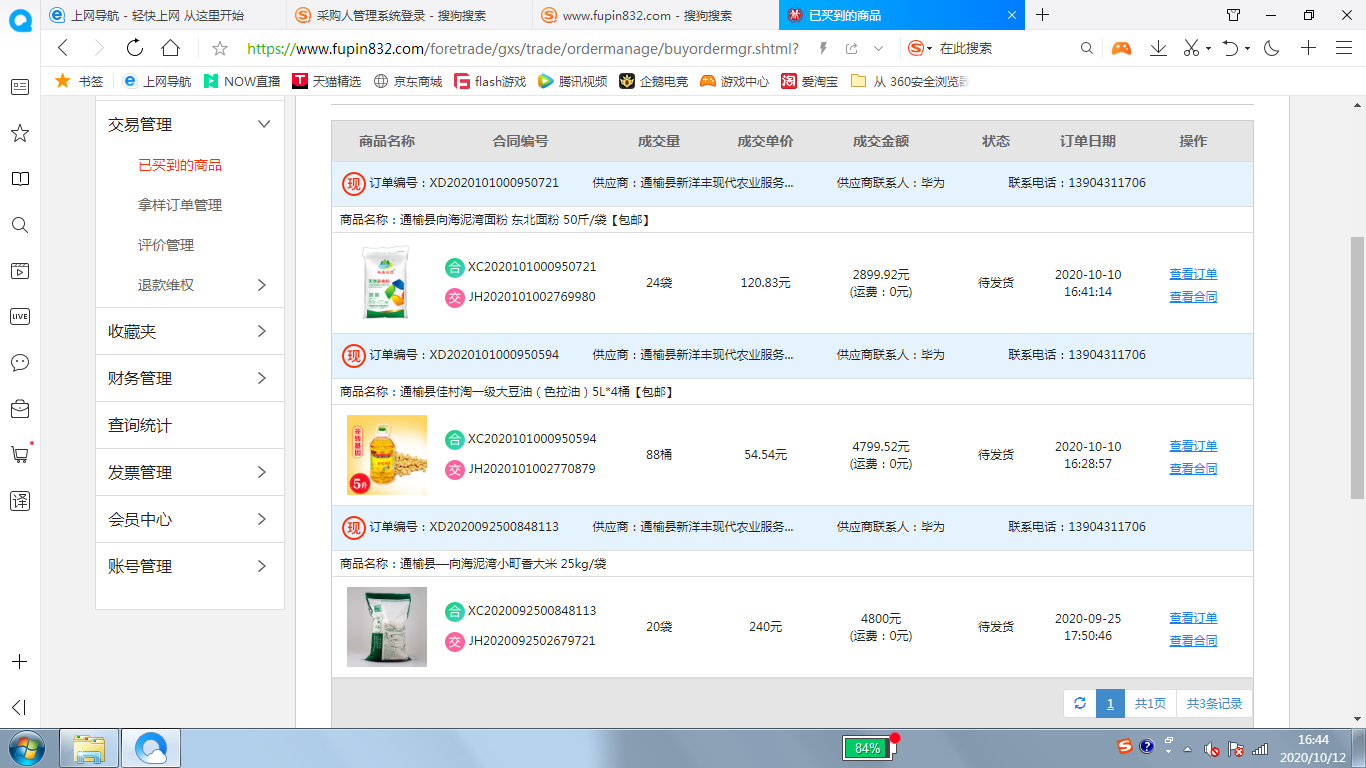 上网导航 - 轻快上网 从这里开始
采购人管理系统登录 - 搜狗搜索
www.fupin832.com - 搜狗搜索
已买到的商品
https://www.fupin832.com/foretrade/gxs/trade/ordermanage/buyordermgr.shtml?
在此搜索
书签 上网导航 NOW直播 天猫精选 京东商城 flash游戏 腾讯视频 企鹅电竞 游戏中心 爱淘宝 从 360安全浏览
淘
LIVE
译
交易管理
已买到的商品
拿样订单管理
评价管理
退款维权
收藏夹
财务管理
查询统计
发票管理
会员中心
账号管理
商品名称 合同编号 成交量 成交单价 成交金额 状态 订单日期 操作
现 订单编号：XD2020101000950721 供应商：通榆县新洋丰现代农业服务... 供应商联系人：毕为 联系电话：13904311706
商品名称：通榆县向海泥湾面粉 东北面粉 50斤/袋【包邮】
合 XC2020101000950721
交 JH2020101002769980
24袋
120.83元
2899.92元
(运费：0元)
待发货
2020-10-10
16:41:14
查看订单
查看合同
现 订单编号：XD2020101000950594 供应商：通榆县新洋丰现代农业服务... 供应商联系人：毕为 联系电话：13904311706
商品名称：通榆县佳村淘一级大豆油（色拉油）5L*4桶【包邮】
非转基因
5升
合 XC2020101000950594
交 JH2020101002770879
88桶
54.54元
4799.52元
(运费：0元)
待发货
2020-10-10
16:28:57
查看订单
查看合同
现 订单编号：XD2020092500848113 供应商：通榆县新洋丰现代农业服务... 供应商联系人：毕为 联系电话：13904311706
商品名称：通榆县—向海泥湾小町香大米 25kg/袋
合 XC2020092500848113
交 JH2020092502679721
20袋
240元
4800元
(运费：0元)
待发货
2020-09-25
17:50:46
查看订单
查看合同
1 共1页 共3条记录
84%
16:44
2020/10/12